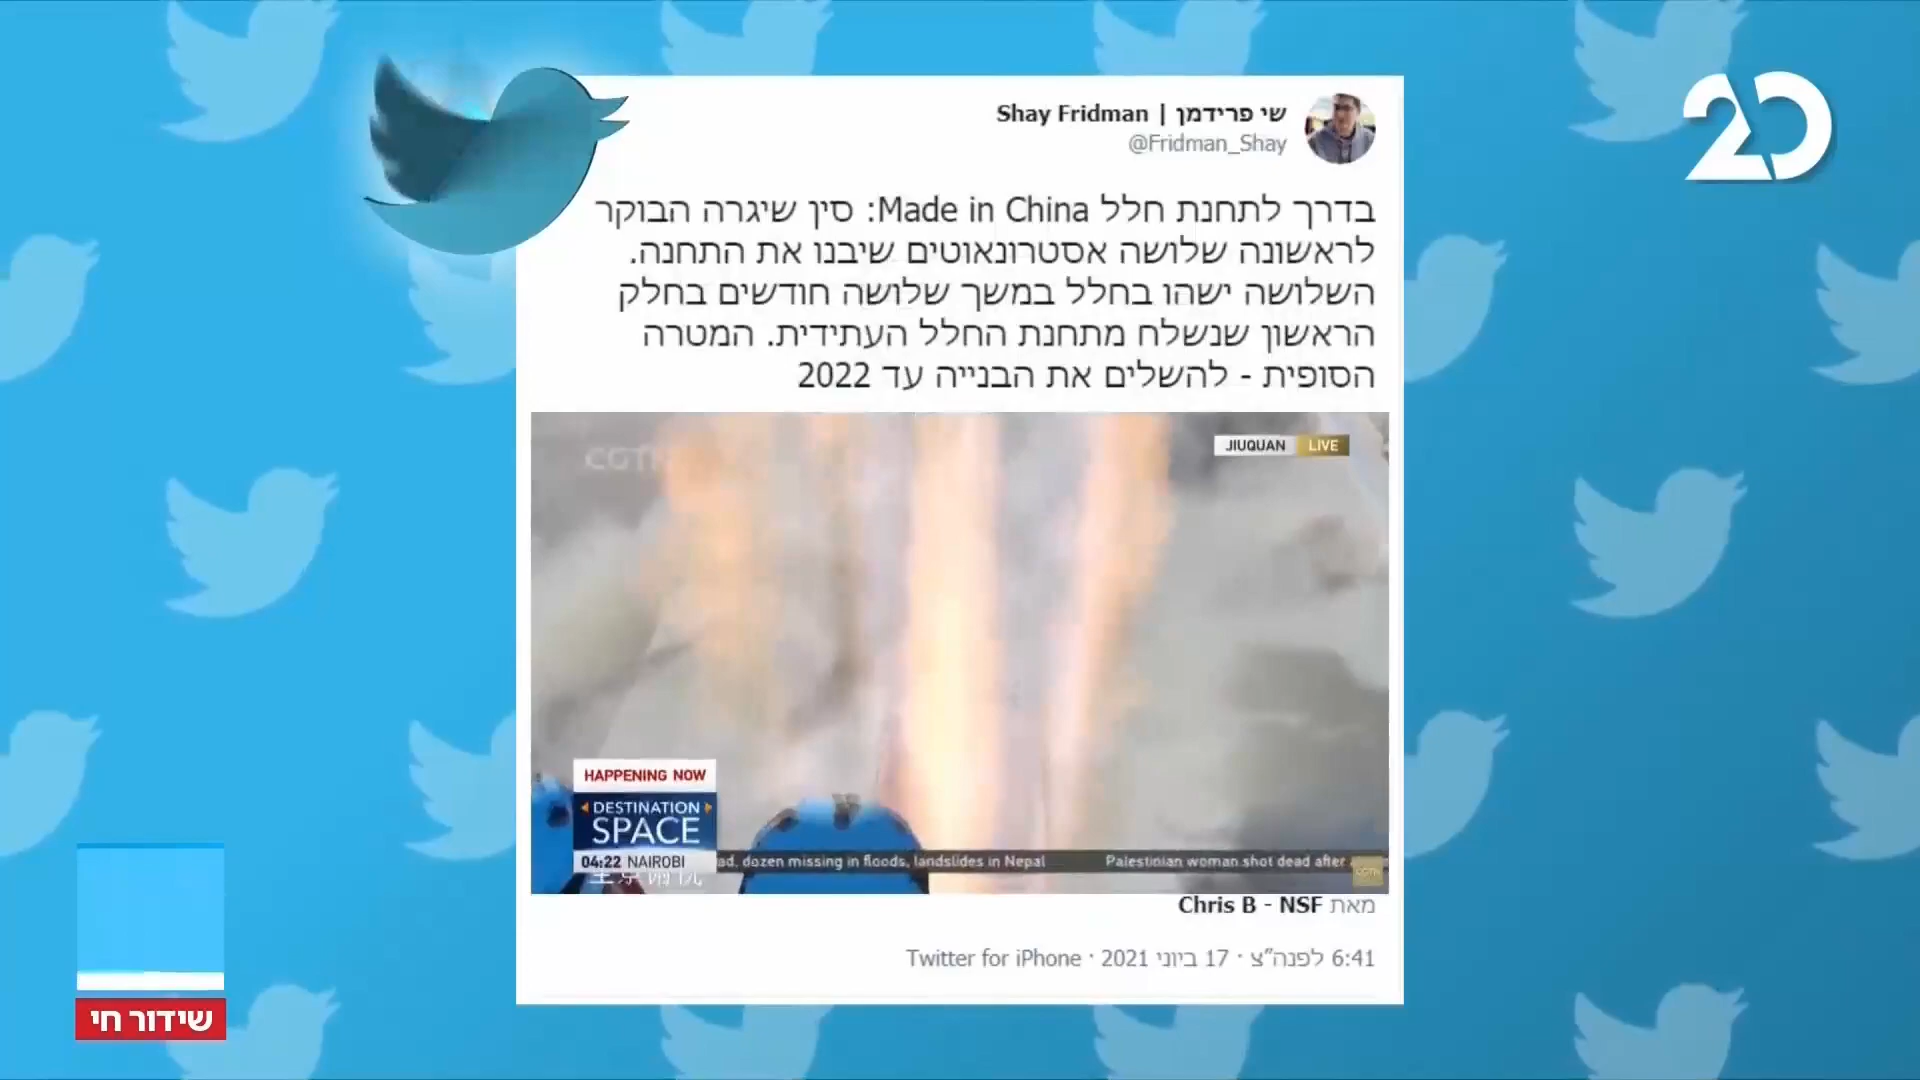 20
שי פרידמן | Shay Fridman
@Fridman_Shay
בדרך לתחנת חלל Made in China: סין שיגרה הבוקר
לראשונה שלושה אסטרונאוטים שיבנו את התחנה.
השלושה ישהו בחלל במשך שלושה חודשים בחלק
הראשון שנשלח מתחנת החלל העתידית. המטרה
הסופית - להשלים את הבנייה עד 2022
CGTN
JIUQUAN LIVE
HAPPENING NOW
DESTINATION
SPACE
04:22 NAIROBI
dozen missing in floods, landslides in Nepal Palestinian woman shot dead after
CGTN
מאת Chris B - NSF
6:41 לפנה"צ · 17 ביוני 2021 · Twitter for iPhone
שידור חי